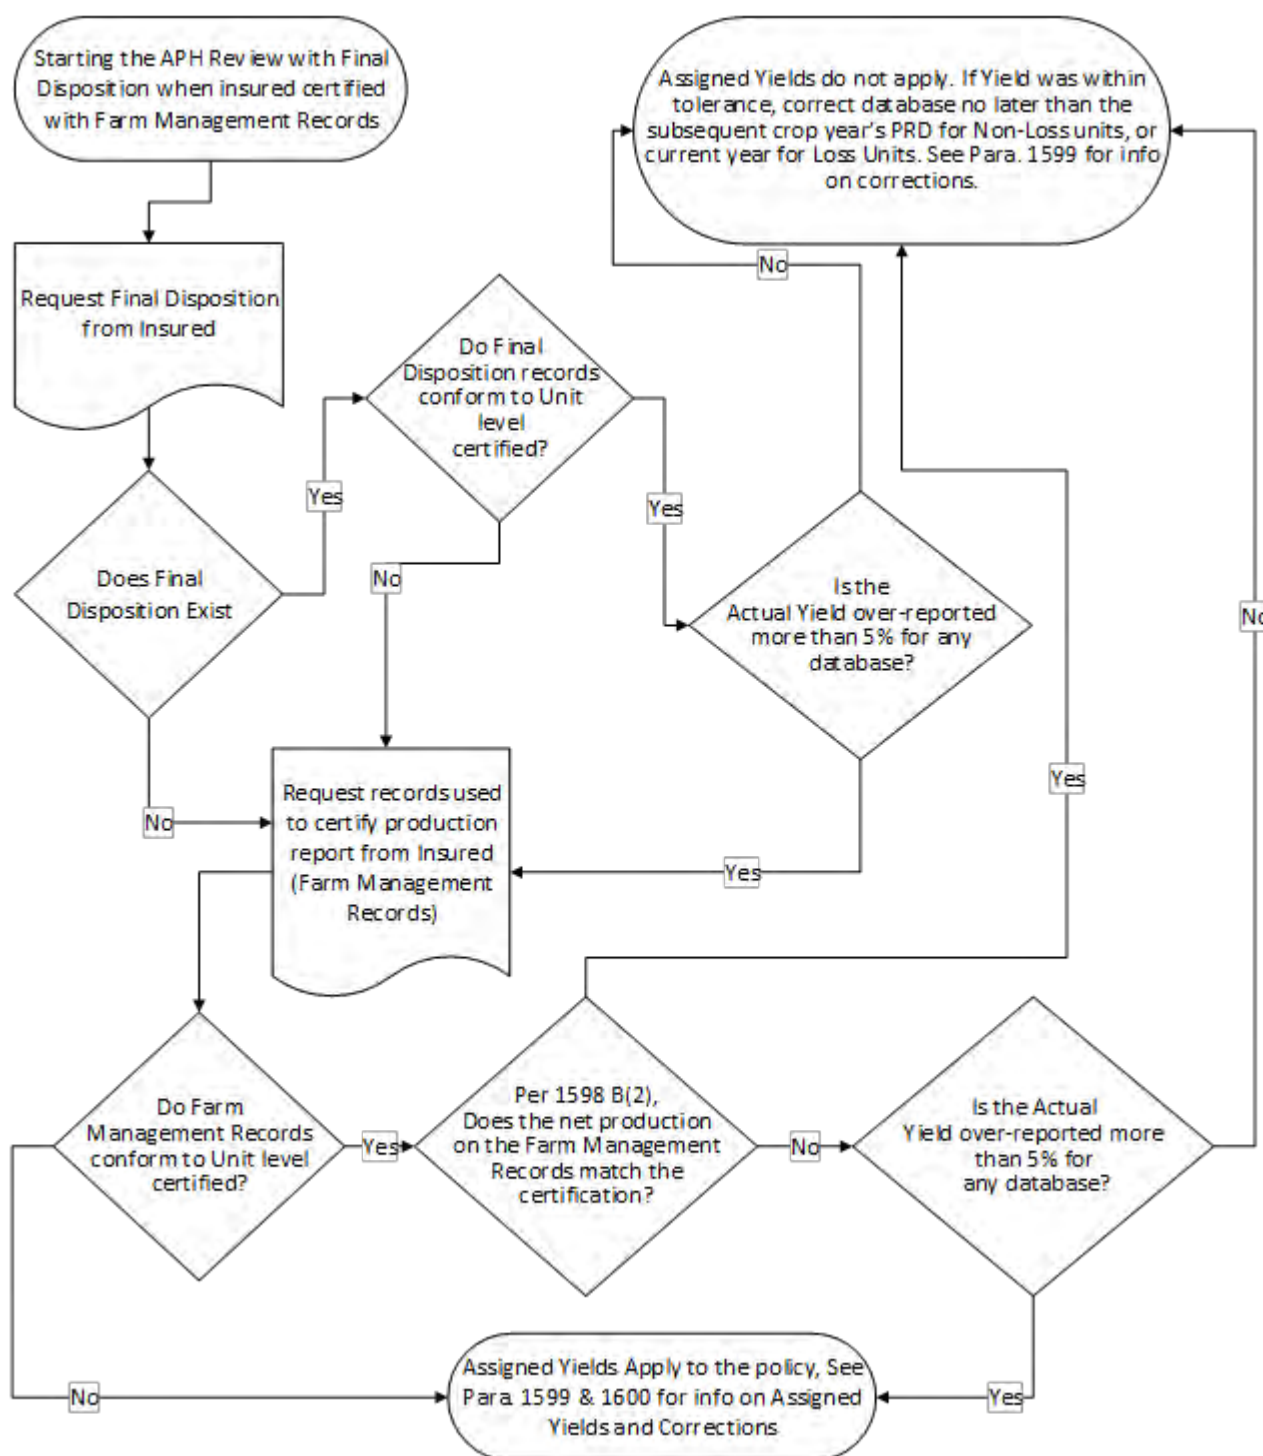 Starting the APH Review with Final
Disposition when insured certified
with Farm Management Records
Assigned Yields do not apply. If Yield was within
tolerance, correct database no later than the
subsequent crop year's PRD for Non-Loss units, or
current year for Loss Units. See Para. 1599 for info
on corrections.
Request Final Disposition
from Insured
No
Do Final
Disposition records
conform to Unit
level
certified?
Yes
Yes
Does Final
Disposition Exist
No
Is the
Actual Yield over-reported
more than 5% for any
database?
No
Request records used
to certify production
report from Insured
(Farm Management
Records)
No
Yes
Yes
Do Farm
Management Records
conform to Unit level
certified?
Yes
Per 1598 B(2),
Does the net production
on the Farm Management
Records match the
certification?
No
Is the Actual
Yield over-reported more
than 5% for
any database?
No
Assigned Yields Apply to the policy, See
Para. 1599 & 1600 for info on Assigned
Yields and Corrections
Yes